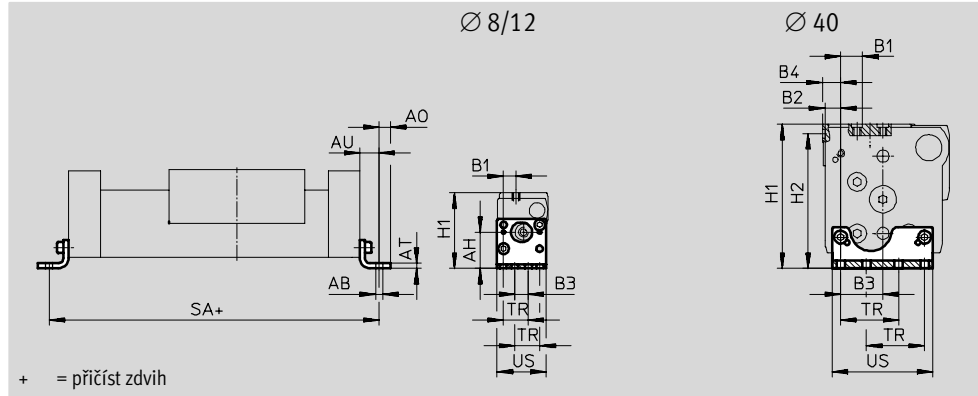 ∅ 8/12
∅ 40
B1
B4
B2
AO
AU
B1
H1
H2
H1
AH
AT
AB
B3
B3
SA+
TR
TR
TR
TR
US
US
+ = přičíst zdvih